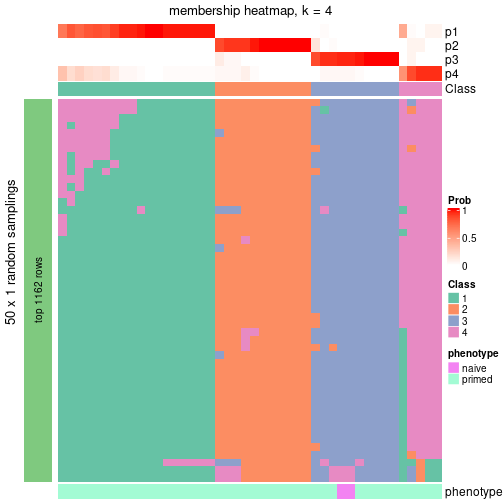 membership heatmap, k = 4
p1
p2
p3
p4
Class
50 x 1 random samplings
top 1162 rows
Prob
1
0.5
0
Class
1
2
3
4
phenotype
naive
primed
phenotype